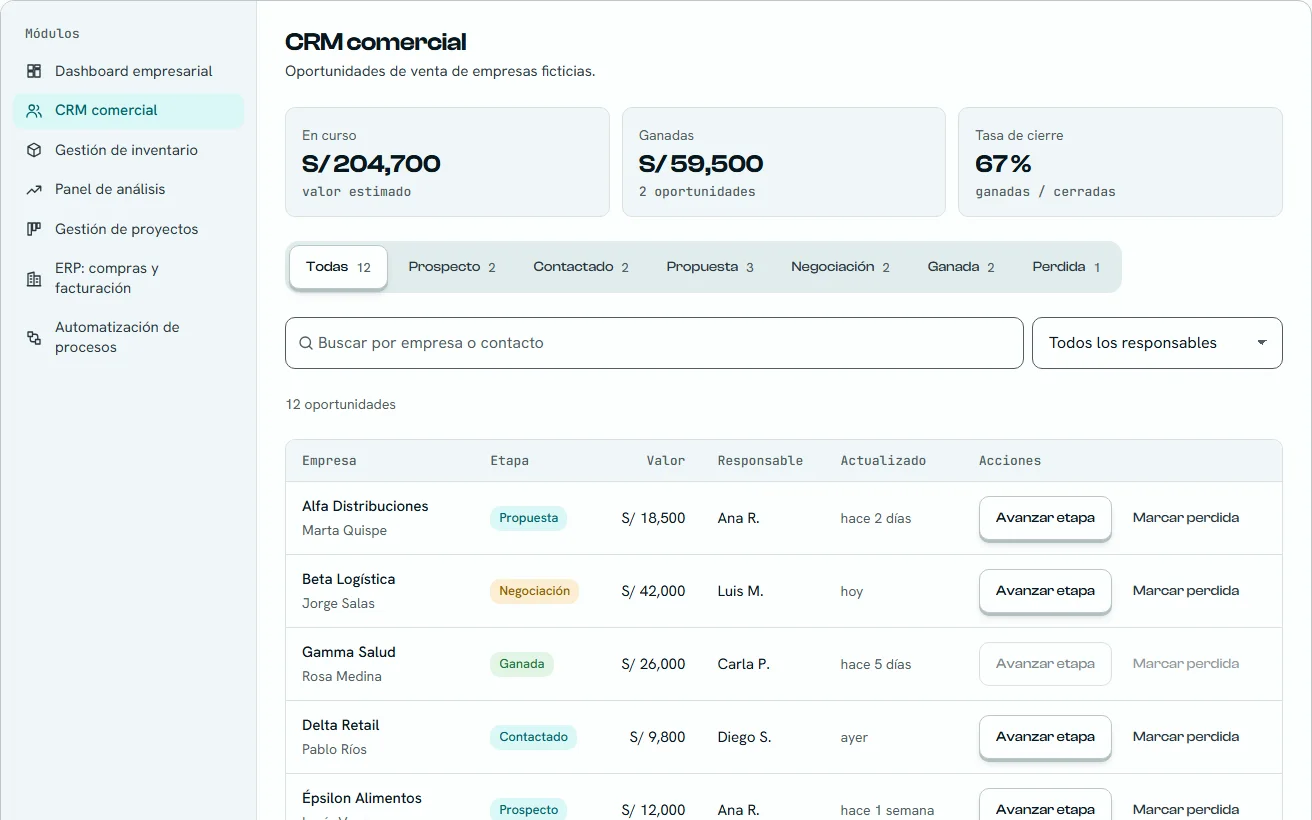 Módulos
Dashboard empresarial
CRM comercial
Gestión de inventario
Panel de análisis
Gestión de proyectos
ERP: compras y
facturación
Automatización de
procesos
CRM comercial
Oportunidades de venta de empresas ficticias.
En curso
S/ 204,700
valor estimado
Ganadas
S/ 59,500
2 oportunidades
Tasa de cierre
67 %
ganadas / cerradas
Todas 12 Prospecto 2 Contactado 2 Propuesta 3 Negociación 2 Ganada 2 Perdida 1
Buscar por empresa o contacto
Todos los responsables
12 oportunidades
Empresa Etapa Valor Responsable Actualizado Acciones
Alfa Distribuciones
Marta Quispe
Propuesta S/ 18,500 Ana R. hace 2 días Avanzar etapa Marcar perdida
Beta Logística
Jorge Salas
Negociación S/ 42,000 Luis M. hoy Avanzar etapa Marcar perdida
Gamma Salud
Rosa Medina
Ganada S/ 26,000 Carla P. hace 5 días Avanzar etapa Marcar perdida
Delta Retail
Pablo Ríos
Contactado S/ 9,800 Diego S. ayer Avanzar etapa Marcar perdida
Épsilon Alimentos
Prospecto S/ 12,000 Ana R. hace 1 semana Avanzar etapa Marcar perdida